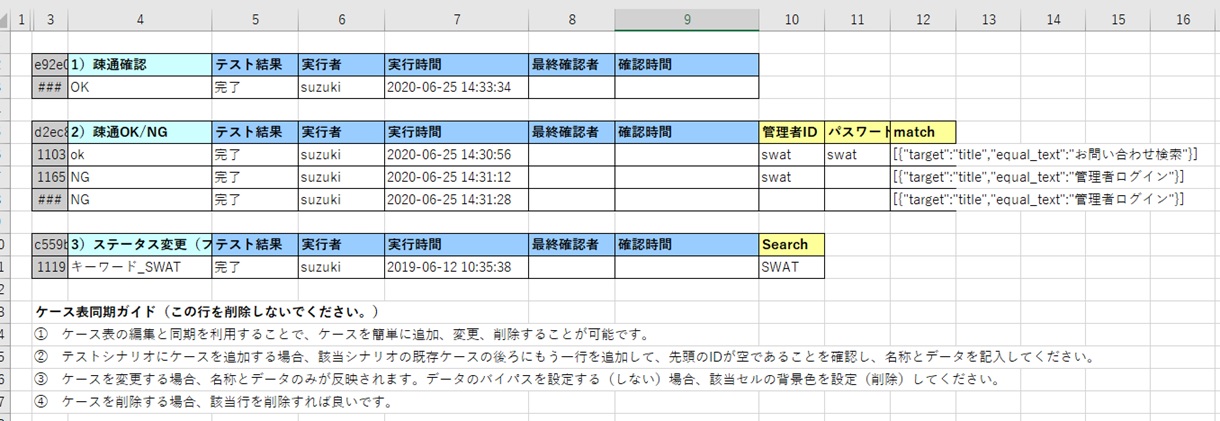 1 3 4 5 6 7 8 9 10 11 12 13 14 15 16
e92e0 1）疎通確認 テスト結果 実行者 実行時間 最終確認者 確認時間
### OK 完了 suzuki 2020-06-25 14:33:34
d2ec8 2）疎通OK/NG テスト結果 実行者 実行時間 最終確認者 確認時間 管理者ID パスワード match
1103 ok 完了 suzuki 2020-06-25 14:30:56 swat swat [{"target":"title","equal_text":"お問い合わせ検索"}]
1165 NG 完了 suzuki 2020-06-25 14:31:12 swat [{"target":"title","equal_text":"管理者ログイン"}]
### NG 完了 suzuki 2020-06-25 14:31:28 [{"target":"title","equal_text":"管理者ログイン"}]
c559b 3）ステータス変更（フ テスト結果 実行者 実行時間 最終確認者 確認時間 Search
1119 キーワード_SWAT 完了 suzuki 2019-06-12 10:35:38 SWAT
ケース表同期ガイド（この行を削除しないでください。）
① ケース表の編集と同期を利用することで、ケースを簡単に追加、変更、削除することが可能です。
② テストシナリオにケースを追加する場合、該当シナリオの既存ケースの後ろにもう一行を追加して、先頭のIDが空であることを確認し、名称とデータを記入してください。
③ ケースを変更する場合、名称とデータのみが反映されます。データのバイパスを設定する（しない）場合、該当セルの背景色を設定（削除）してください。
④ ケースを削除する場合、該当行を削除すれば良いです。